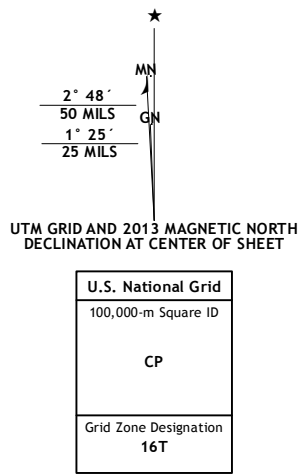 ★
MN
2° 48´
50 MILS
GN
1° 25´
25 MILS
UTM GRID AND 2013 MAGNETIC NORTH
DECLINATION AT CENTER OF SHEET
U.S. National Grid
100,000-m Square ID
CP
Grid Zone Designation
16T